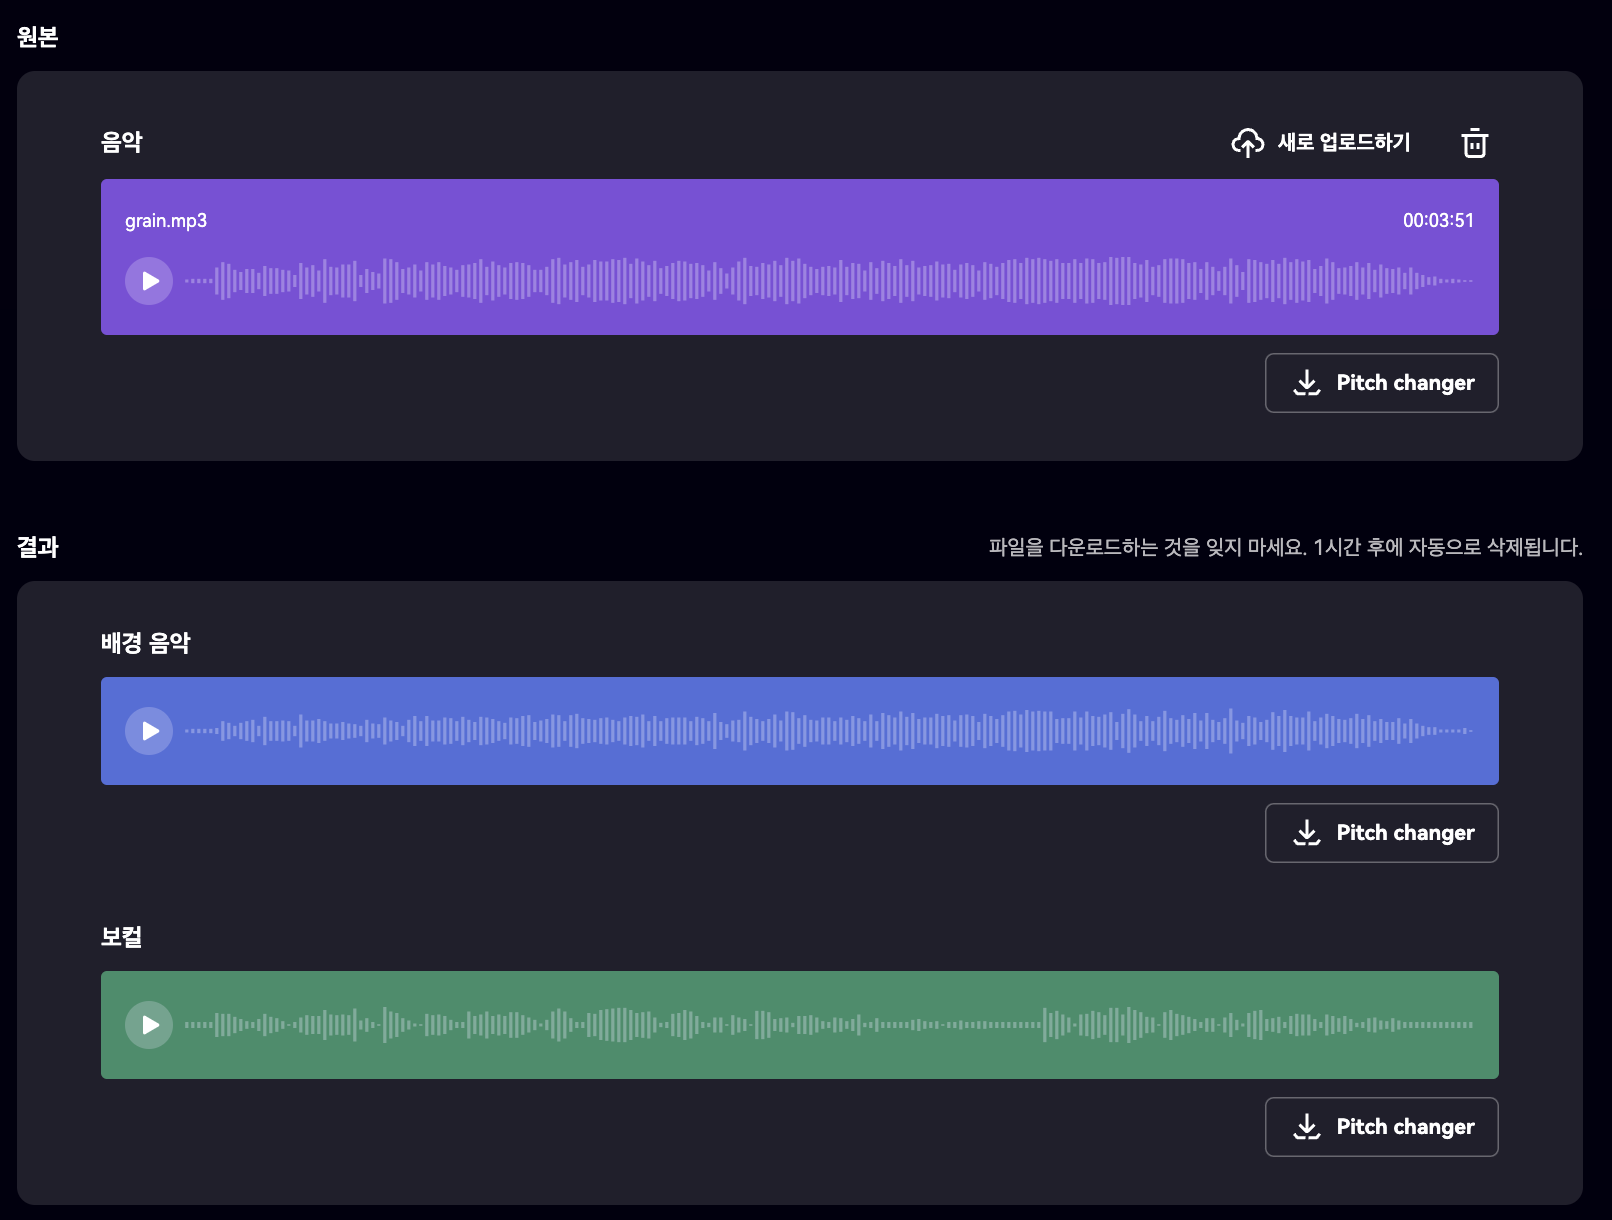 원본
음악
새로 업로드하기
grain.mp3
00:03:51
Pitch changer
결과
파일을 다운로드하는 것을 잊지 마세요. 1시간 후에 자동으로 삭제됩니다.
배경 음악
Pitch changer
보컬
Pitch changer